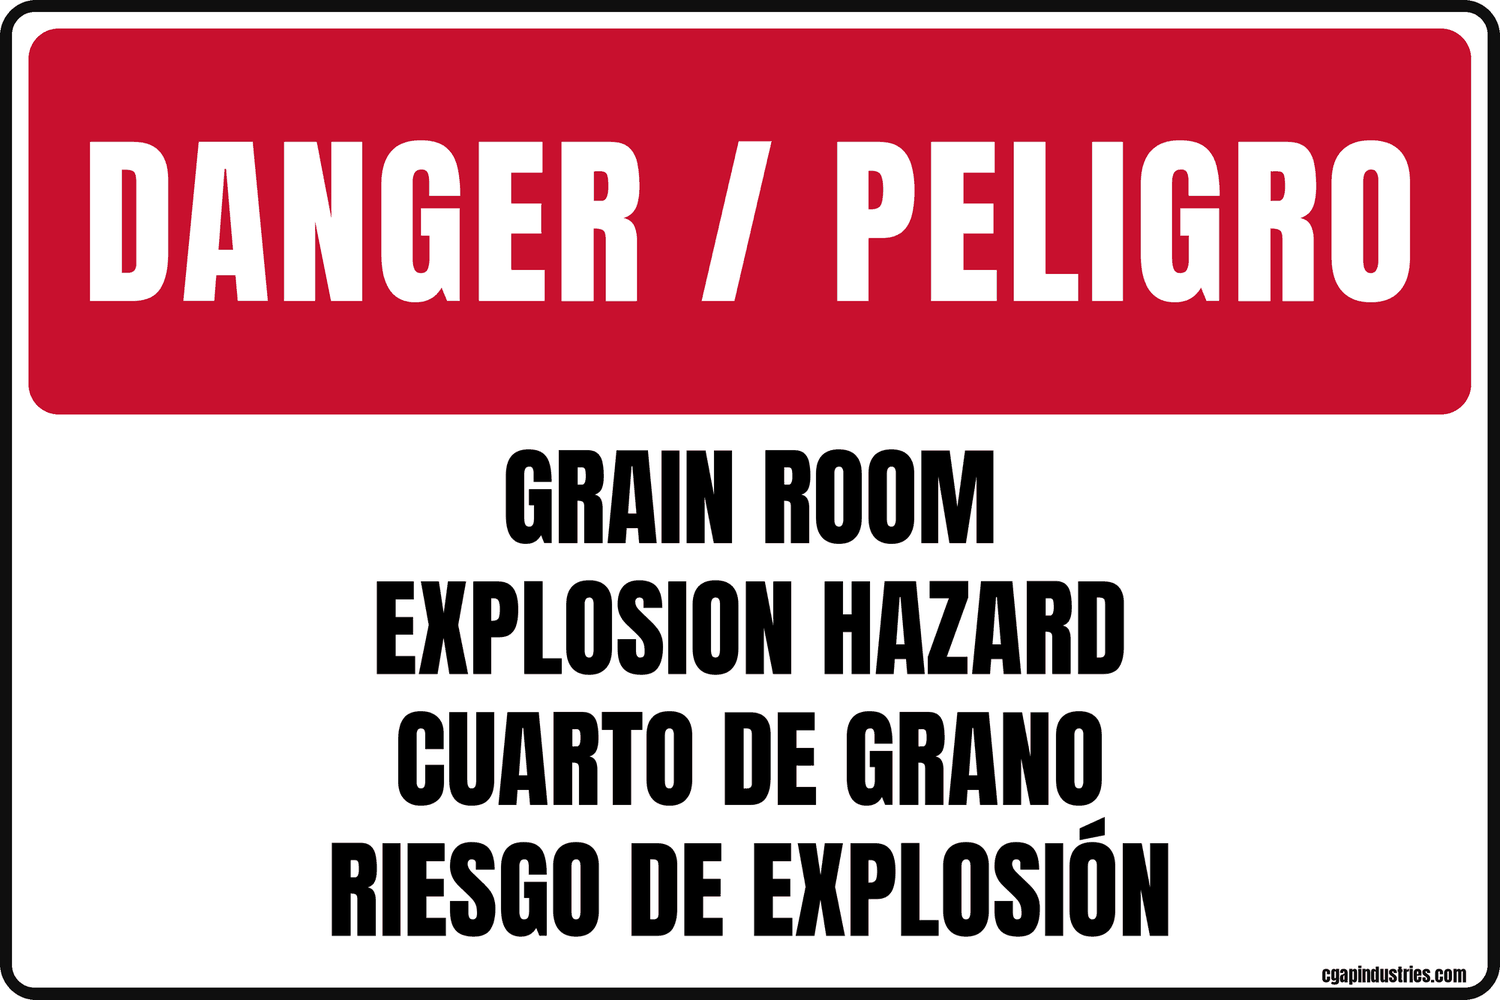 DANGER / PELIGRO
GRAIN ROOM
EXPLOSION HAZARD
CUARTO DE GRANO
RIESGO DE EXPLOSIÓN
cgapindustries.com